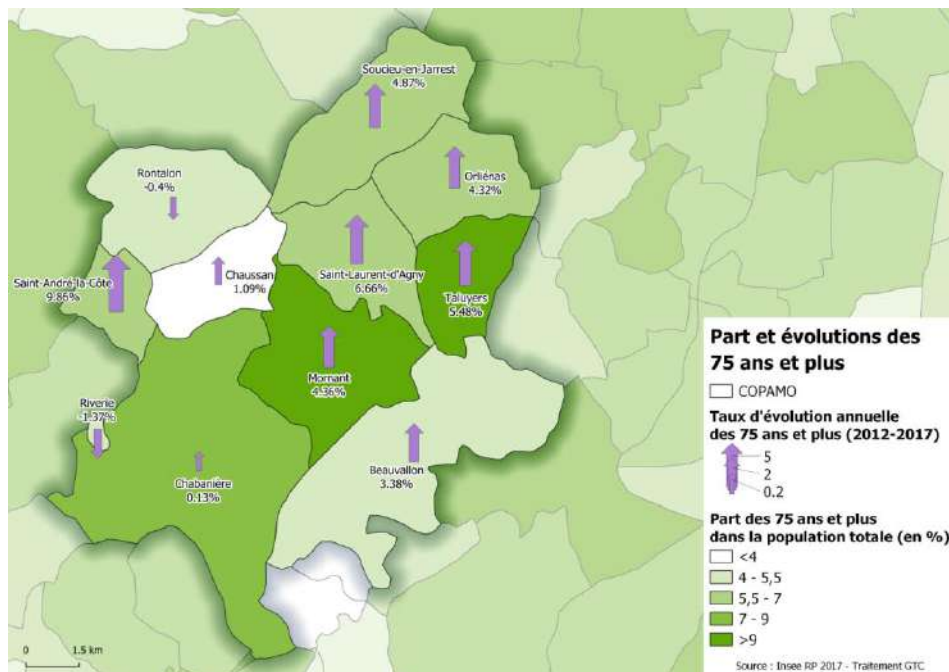 Soucieu-en-Jarrest
4.87%
Rontalon
-0.4%
Orliénas
4.32%
Saint-André-la-Côte
9.86%
Chaussan
1.09%
Saint-Laurent-d'Agny
6.66%
Taluyers
5.48%
Mornant
4.36%
Riverie
-1.37%
Chabanière
0.13%
Beauvallon
3.38%
Part et évolutions des
75 ans et plus
COPAMO
Taux d'évolution annuelle
des 75 ans et plus (2012-2017)
5
2
0.2
Part des 75 ans et plus
dans la population totale (en %)
<4
4 - 5,5
5,5 - 7
7 - 9
>9
0 1.5 km
Source : Insee RP 2017 - Traitement GTC